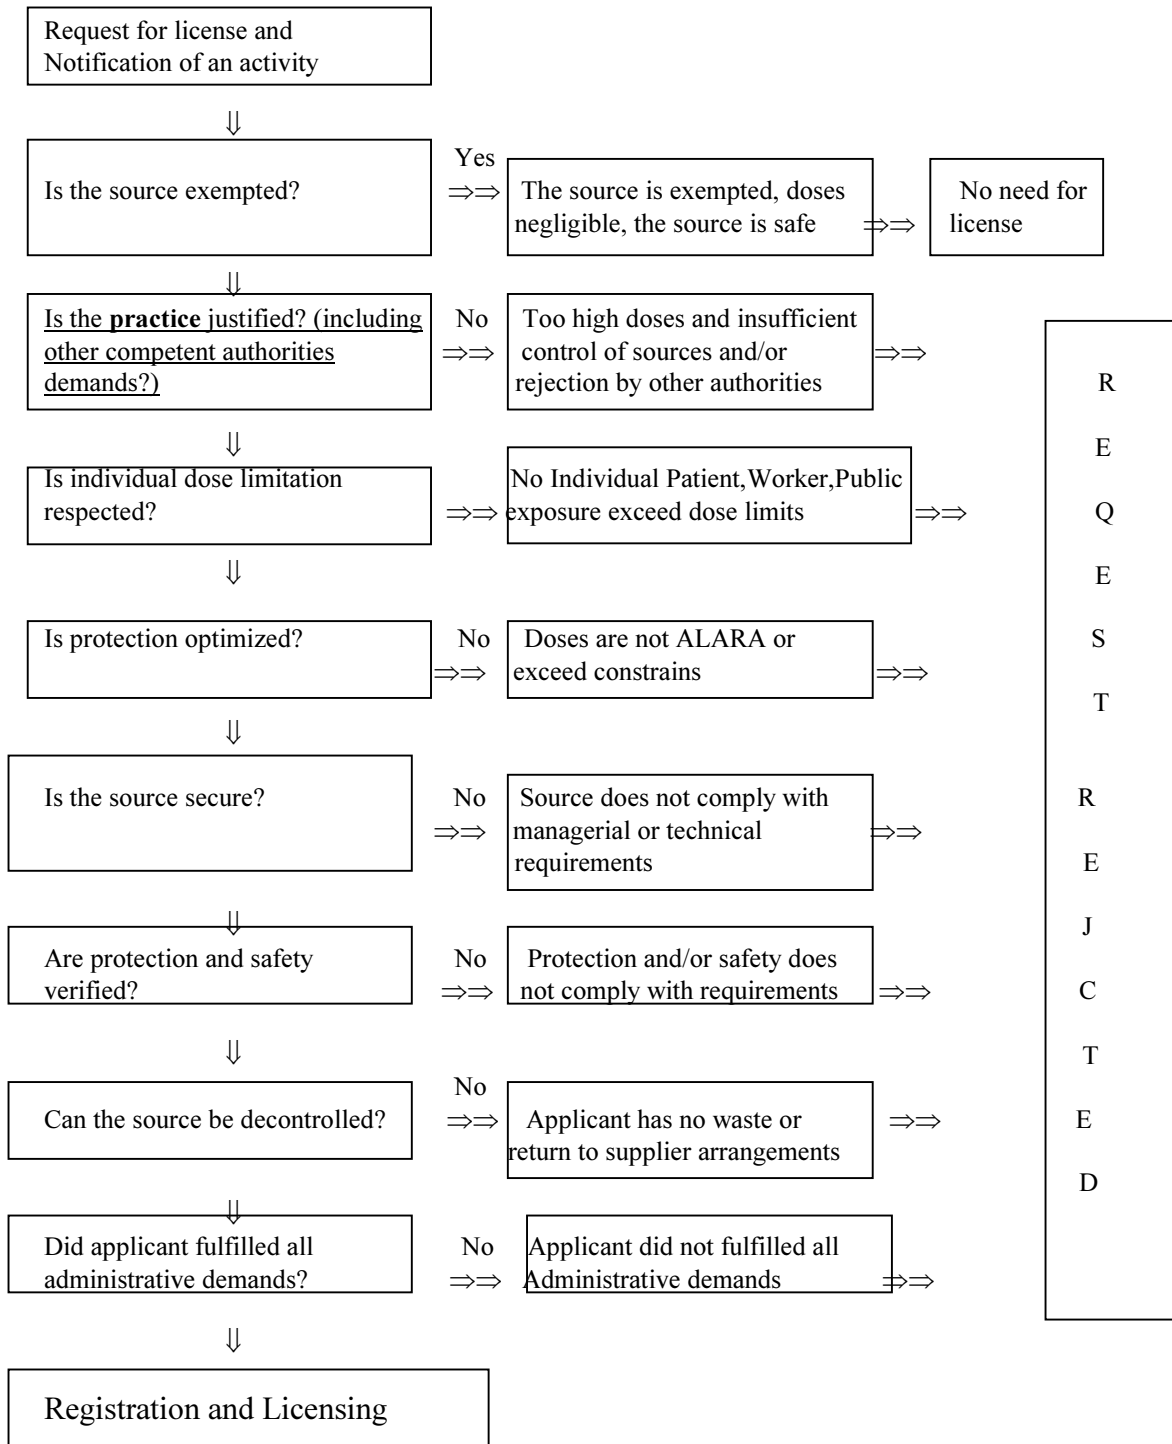 Request for license and
Notification of an activity
⇓
Is the source exempted?
Yes
⇒⇒
The source is exempted, doses
negligible, the source is safe
⇒⇒
No need for
license
⇓
Is the practice justified? (including
other competent authorities
demands?)
No
⇒⇒
Too high doses and insufficient
control of sources and/or
rejection by other authorities
⇒⇒
⇓
Is individual dose limitation
respected?
⇒⇒
No Individual Patient,Worker,Public
exposure exceed dose limits
⇒⇒
⇓
Is protection optimized?
No
⇒⇒
Doses are not ALARA or
exceed constrains
⇒⇒
⇓
Is the source secure?
No
⇒⇒
Source does not comply with
managerial or technical
requirements
⇒⇒
⇓
Are protection and safety
verified?
No
⇒⇒
Protection and/or safety does
not comply with requirements
⇒⇒
⇓
Can the source be decontrolled?
No
⇒⇒
Applicant has no waste or
return to supplier arrangements
⇒⇒
⇓
Did applicant fulfilled all
administrative demands?
No
⇒⇒
Applicant did not fulfilled all
Administrative demands
⇒⇒
⇓
Registration and Licensing
R
E
Q
E
S
T
R
E
J
C
T
E
D